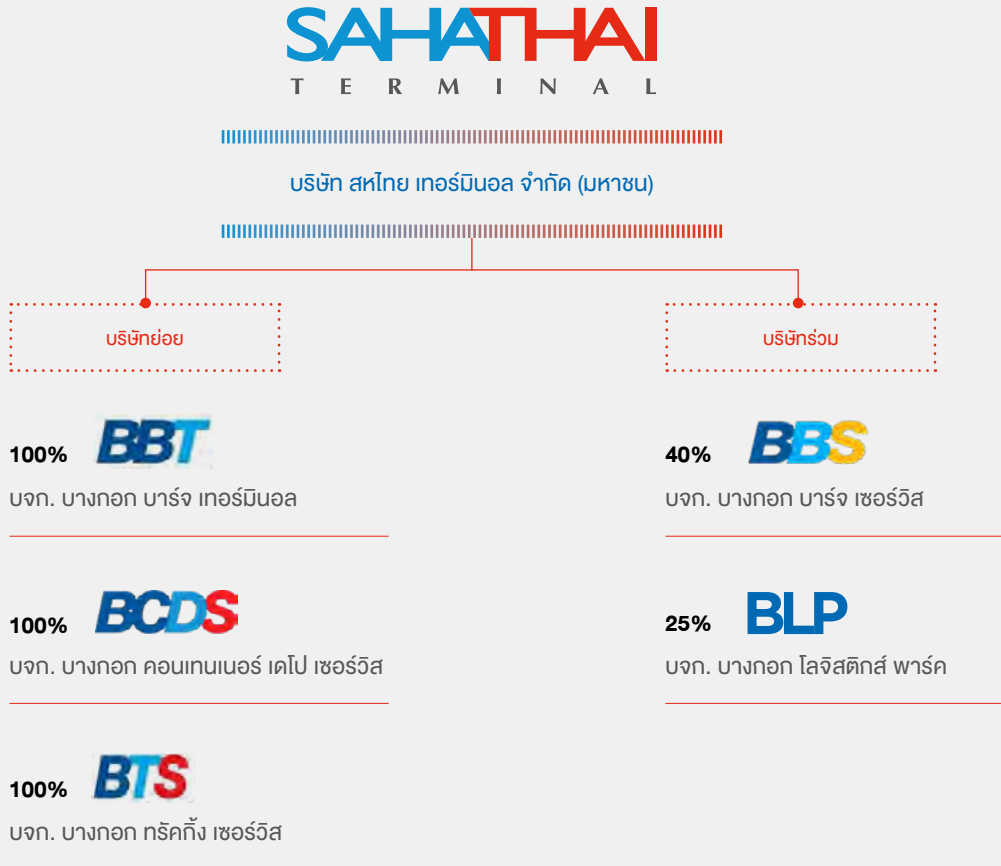 SAHATHAI
TERMINAL
บริษัท สหไทย เทอร์มินอล จำกัด (มหาชน)
บริษัทย่อย
100% BBT
บจก. บางกอก บาร์จ เทอร์มินอล
100% BCDS
บจก. บางกอก คอนเทนเนอร์ เดโป เซอร์วิส
100% BTS
บจก. บางกอก ทรัคกิ้ง เซอร์วิส
บริษัทร่วม
40% BBS
บจก. บางกอก บาร์จ เซอร์วิส
25% BLP
บจก. บางกอก โลจิสติกส์ พาร์ค